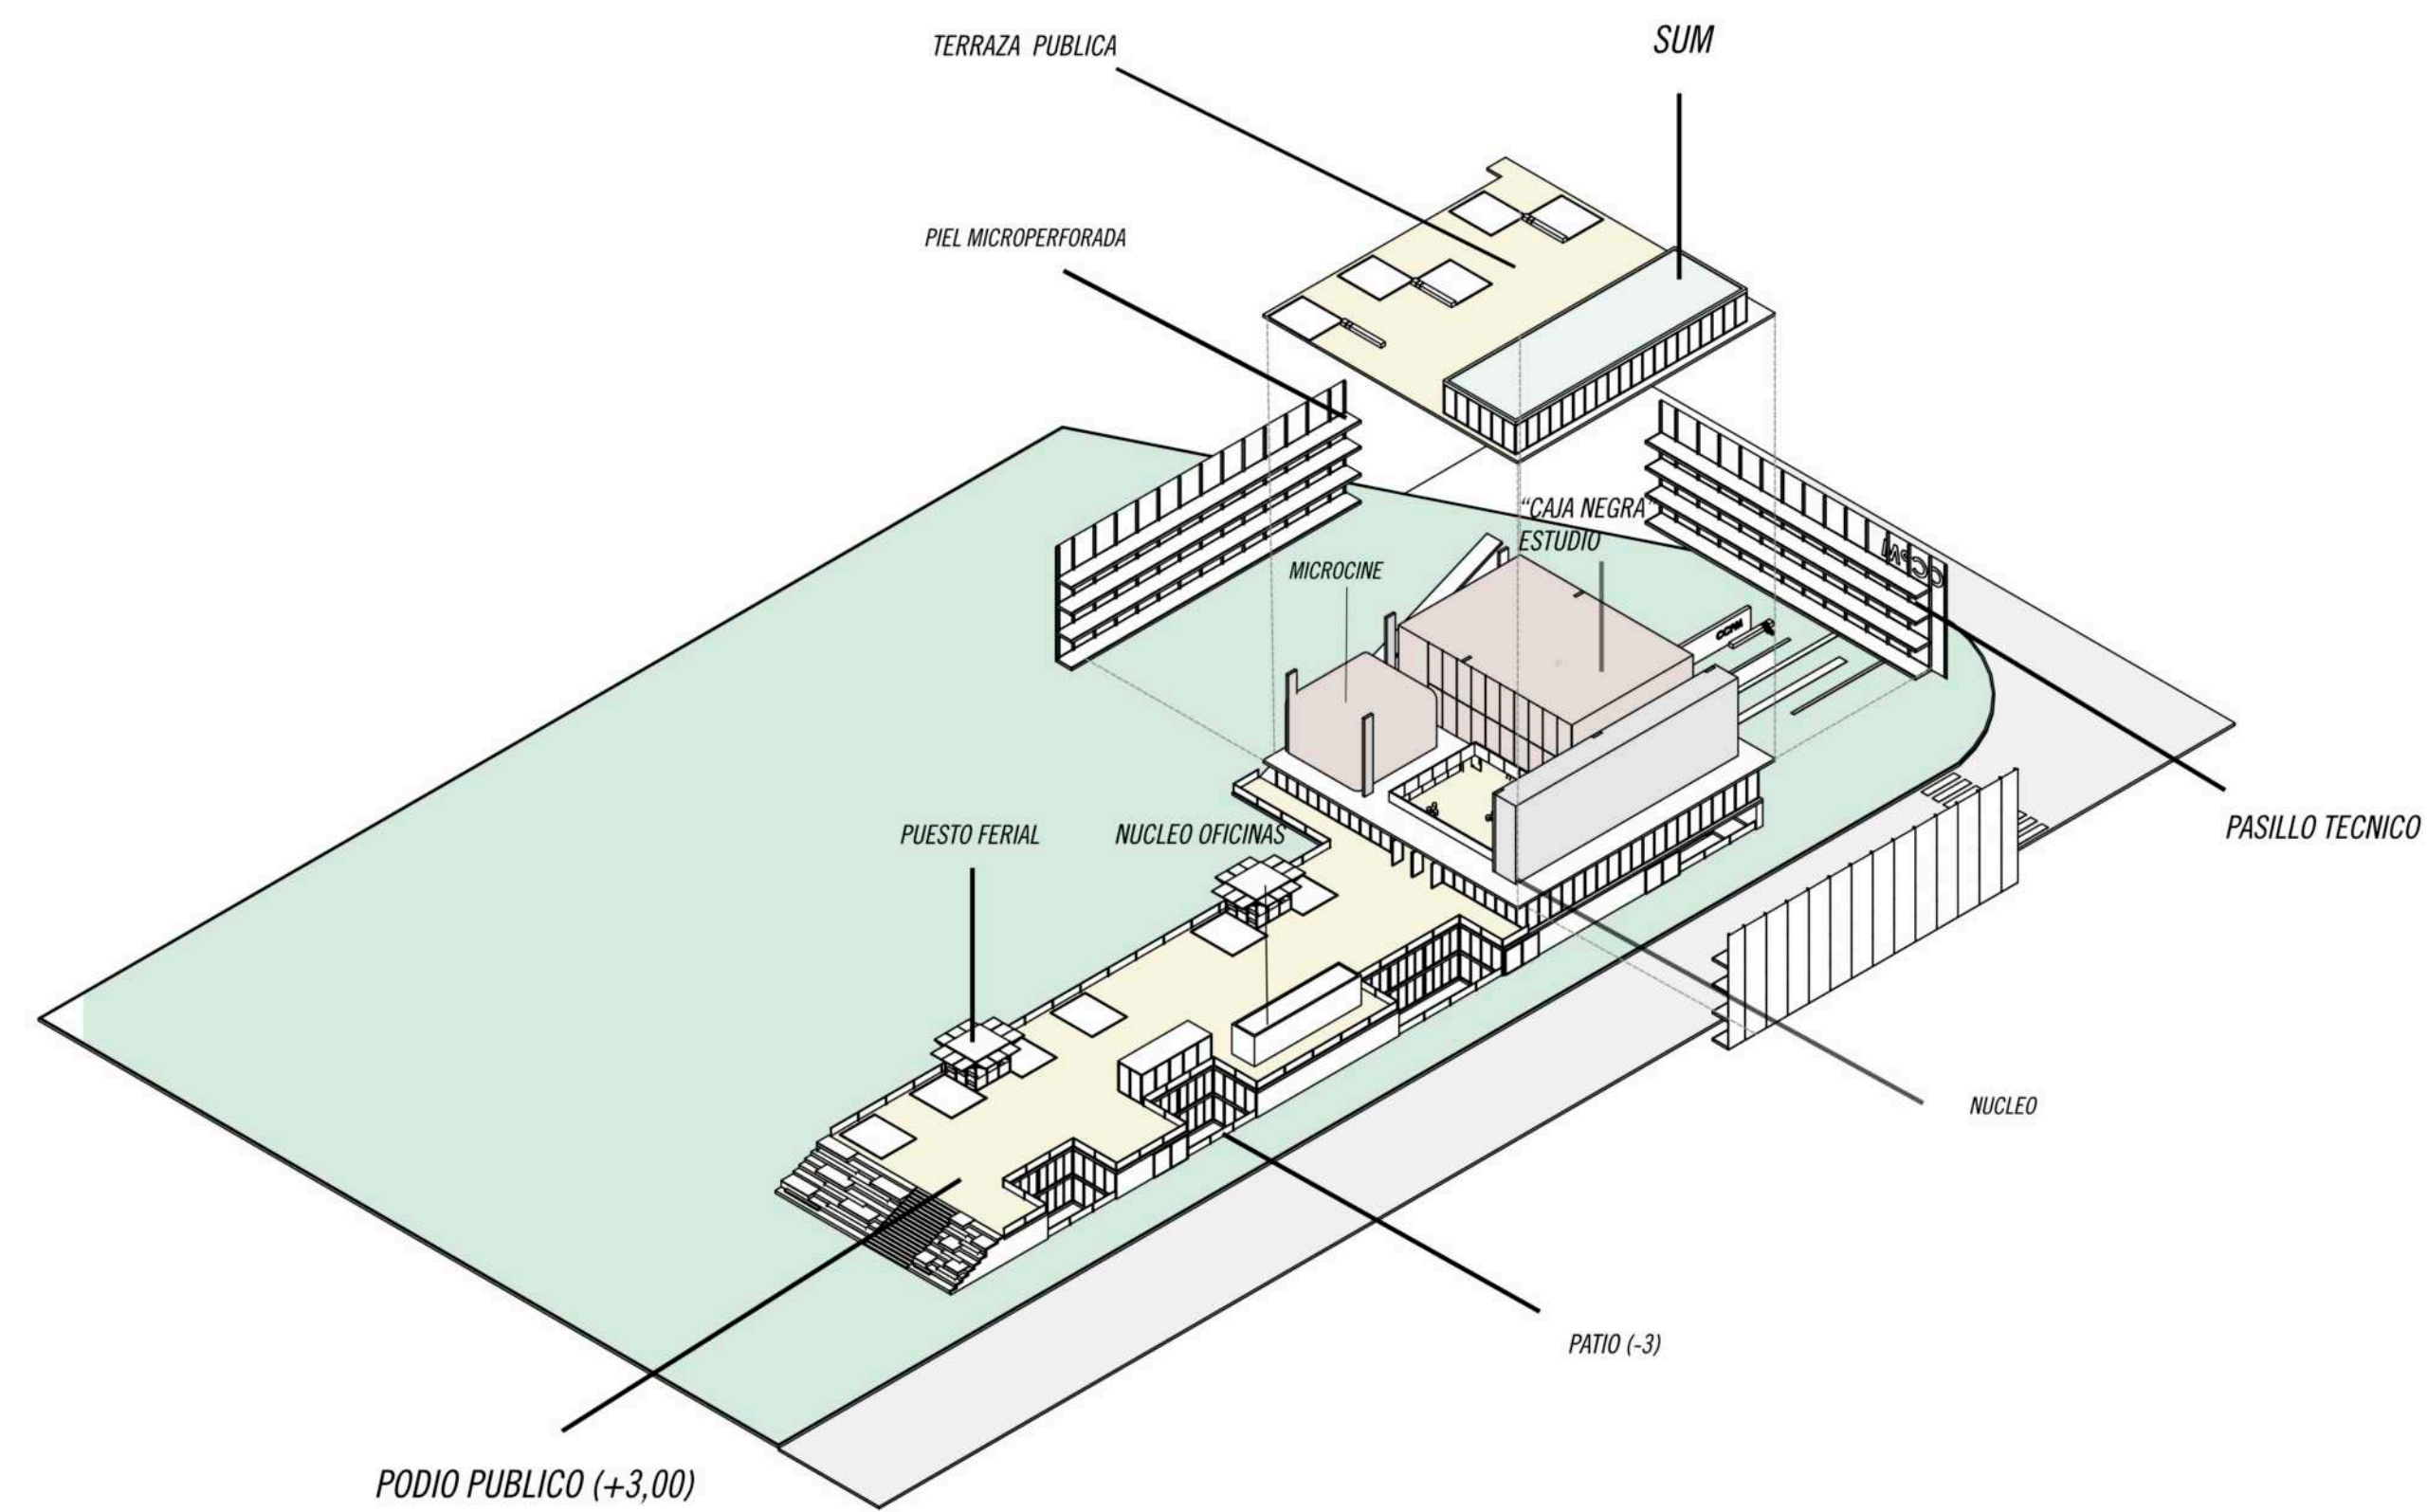 TERRAZA PUBLICA
SUM
PIEL MICROPERFORADA
"CAJA NEGRA"
ESTUDIO
MICROCINE
PUESTO FERIAL
NUCLEO OFICINAS
PASILLO TECNICO
NUCLEO
PATIO (-3)
PODIO PUBLICO (+3,00)